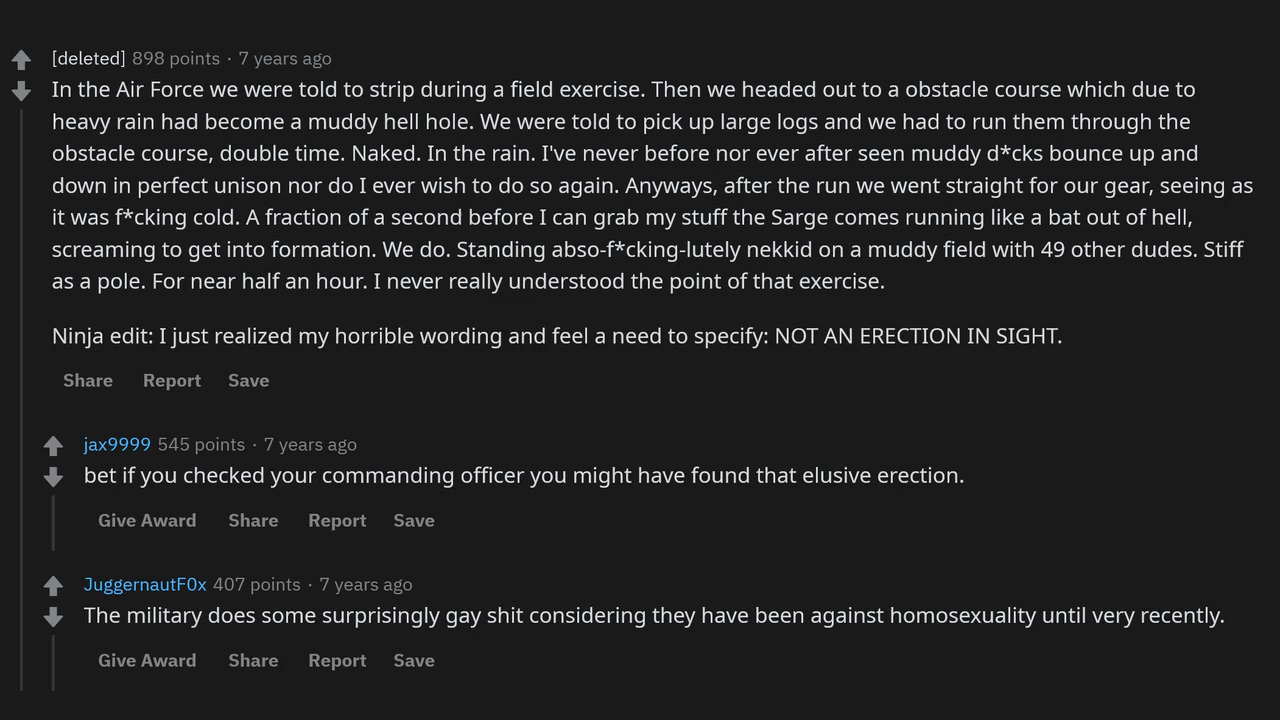 [deleted] 898 points · 7 years ago
In the Air Force we were told to strip during a field exercise. Then we headed out to a obstacle course which due to
heavy rain had become a muddy hell hole. We were told to pick up large logs and we had to run them through the
obstacle course, double time. Naked. In the rain. I've never before nor ever after seen muddy d*cks bounce up and
down in perfect unison nor do I ever wish to do so again. Anyways, after the run we went straight for our gear, seeing as
it was f*cking cold. A fraction of a second before I can grab my stuff the Sarge comes running like a bat out of hell,
screaming to get into formation. We do. Standing abso-f*cking-lutely nekkid on a muddy field with 49 other dudes. Stiff
as a pole. For near half an hour. I never really understood the point of that exercise.
Ninja edit: I just realized my horrible wording and feel a need to specify: NOT AN ERECTION IN SIGHT.
Share Report Save
jax9999 545 points · 7 years ago
bet if you checked your commanding officer you might have found that elusive erection.
Give Award Share Report Save
JuggernautF0x 407 points · 7 years ago
The military does some surprisingly gay shit considering they have been against homosexuality until very recently.
Give Award Share Report Save